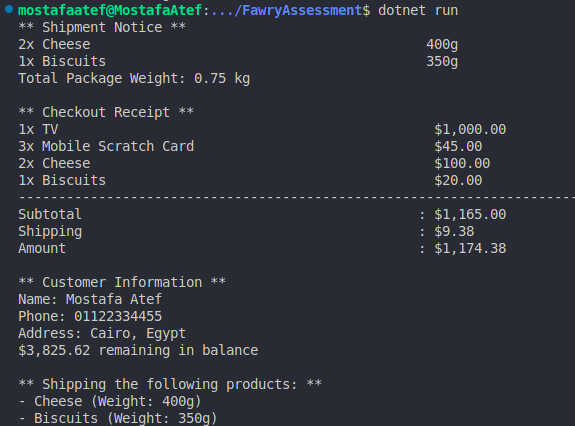 mostafaatef@MostafaAtef:.../FawryAssessment$ dotnet run
** Shipment Notice **
2x Cheese 400g
1x Biscuits 350g
Total Package Weight: 0.75 kg

** Checkout Receipt **
1x TV $1,000.00
3x Mobile Scratch Card $45.00
2x Cheese $100.00
1x Biscuits $20.00
----------------------------------------------------------------------
Subtotal : $1,165.00
Shipping : $9.38
Amount : $1,174.38

** Customer Information **
Name: Mostafa Atef
Phone: 01122334455
Address: Cairo, Egypt
$3,825.62 remaining in balance

** Shipping the following products: **
- Cheese (Weight: 400g)
- Biscuits (Weight: 350g)